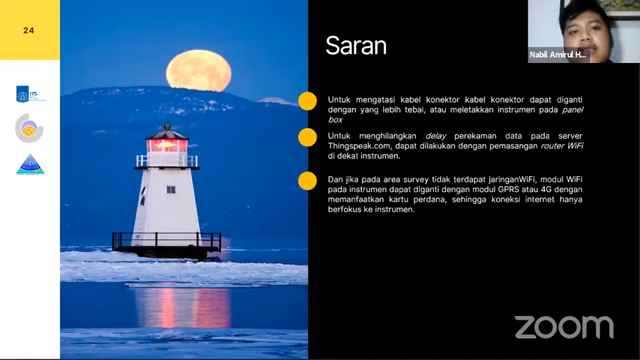 24
ITS
Saran
Nabil Amirul H...
Untuk mengatasi kabel konektor kabel konektor dapat diganti
dengan yang lebih tebal, atau meletakkan instrumen pada panel
box
Untuk menghilangkan delay perekaman data pada server
Thingspeak.com, dapat dilakukan dengan pemasangan router WiFi
di dekat instrumen.
Dan jika pada area survey tidak terdapat jaringanWiFi, modul WiFi
pada instrumen dapat diganti dengan modul GPRS atau 4G dengan
memanfaatkan kartu perdana, sehingga koneksi internet hanya
berfokus ke instrumen.
zoom